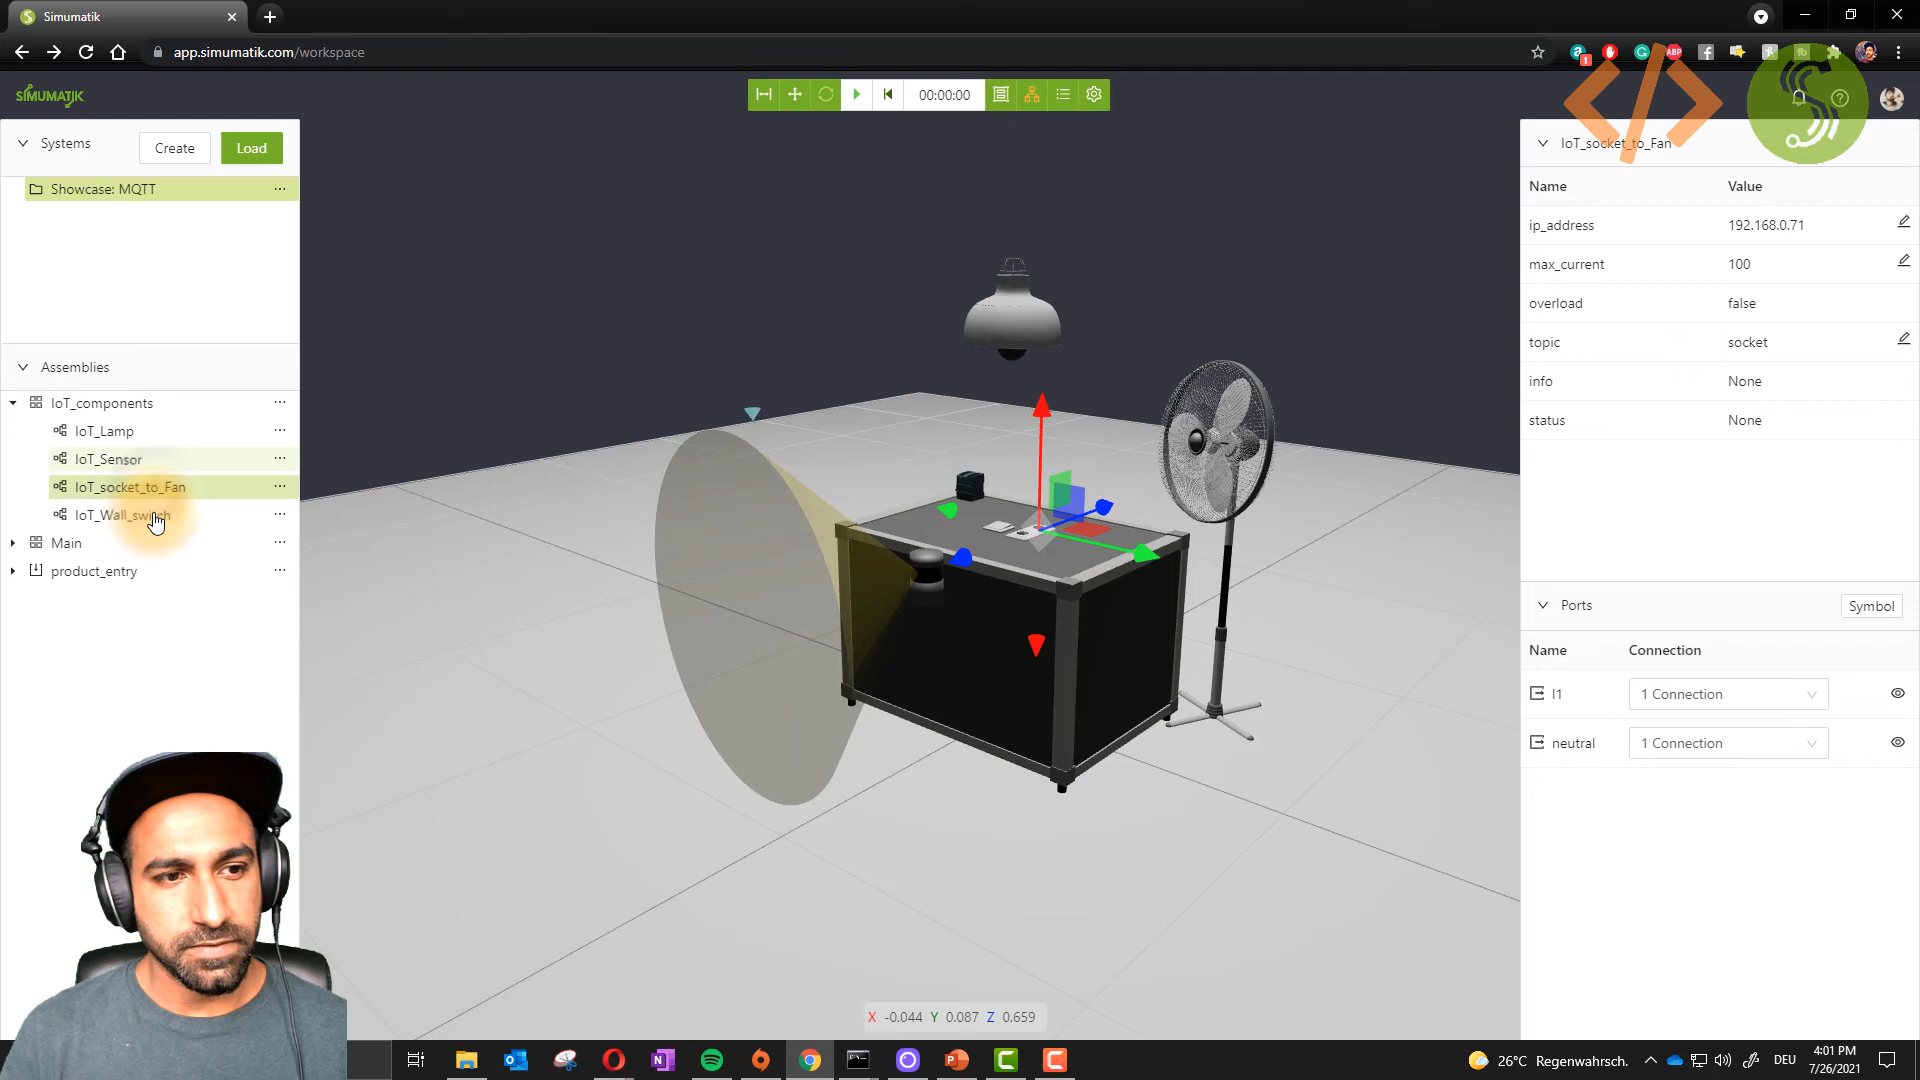 Simumatik
app.simumatik.com/workspace
1
ABP
SIMUMATIK
00:00:00
Systems
Create
Load
Showcase: MQTT
Assemblies
IoT_components
IoT_Lamp
IoT_Sensor
IoT_socket_to_Fan
IoT_Wall_switch
Main
product_entry
IoT_socket_to_Fan
Name Value
ip_address 192.168.0.71
max_current 100
overload false
topic socket
info None
status None
Ports
Symbol
Name Connection
l1 1 Connection
neutral 1 Connection
X -0.044 Y 0.087 Z 0.659
26°C Regenwahrsch.
DEU
4:01 PM
7/26/2021